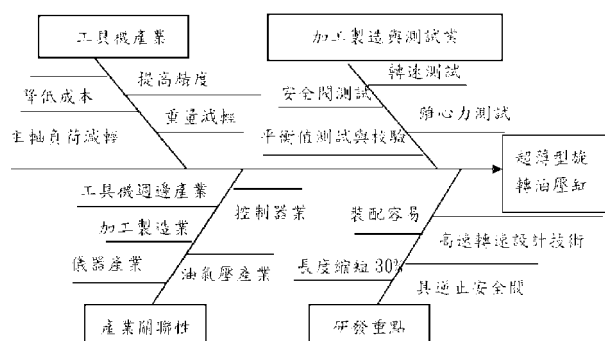 工具機產業
加工製造與測試業
提高精度
降低成本
重量減輕
主軸負荷減輕
轉速測試
安全閥測試
離心力測試
平衡值測試與校驗
超薄型旋
轉油壓缸
工具機週邊產業
控制器業
加工製造業
儀器產業
油氣壓產業
產業關聯性
裝配容易
高速轉速設計技術
長度縮短30%
具逆止安全閥
研發重點